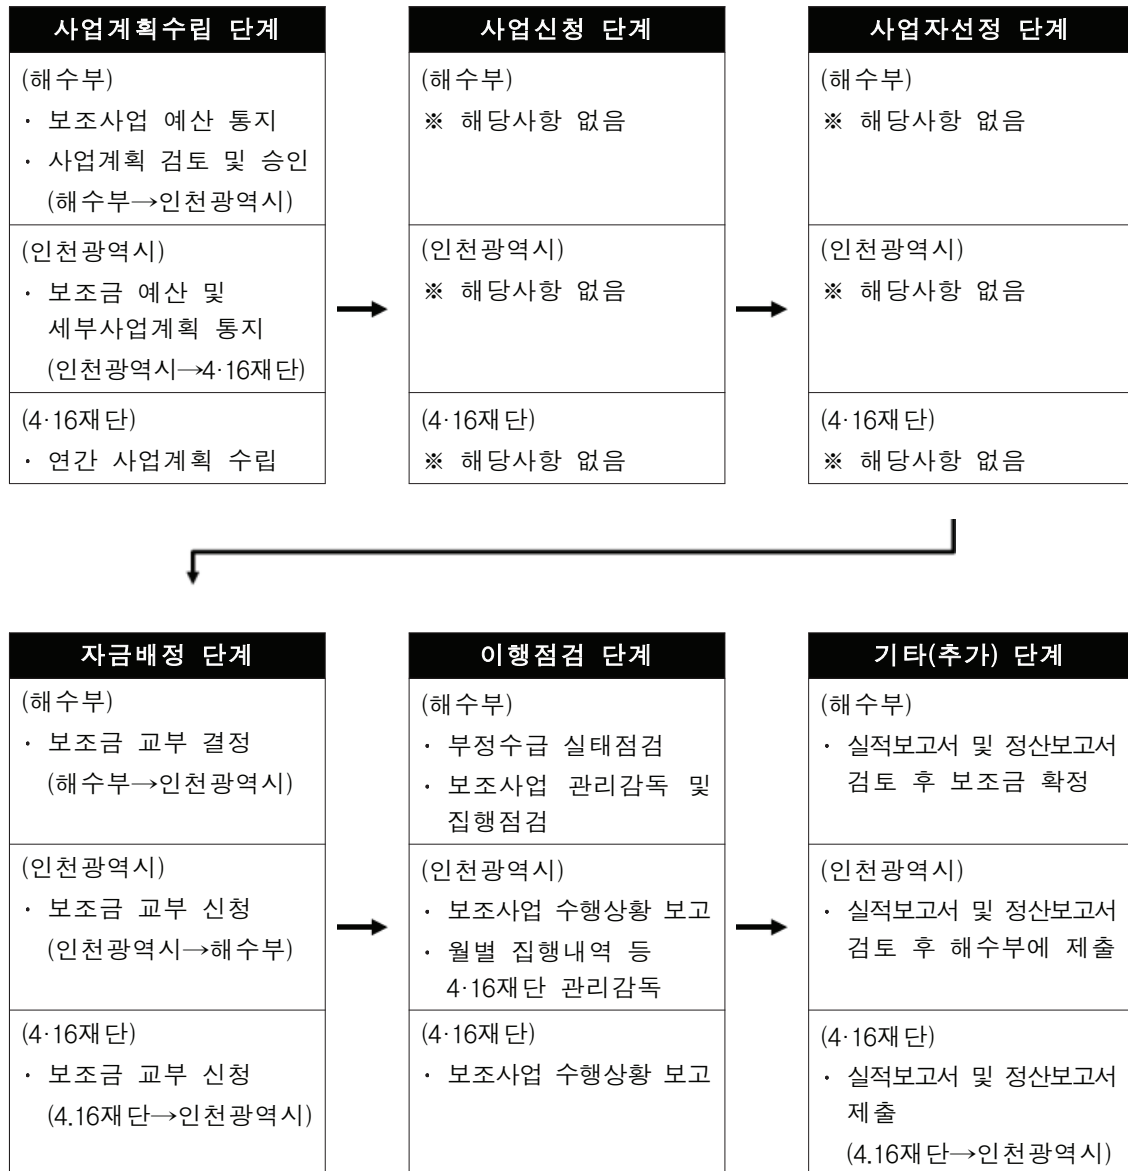 사업계획수립 단계
(해수부)
· 보조사업 예산 통지
· 사업계획 검토 및 승인
(해수부→인천광역시)
(인천광역시)
· 보조금 예산 및
세부사업계획 통지
(인천광역시→4·16재단)
(4·16재단)
· 연간 사업계획 수립
사업신청 단계
(해수부)
※ 해당사항 없음
(인천광역시)
※ 해당사항 없음
(4·16재단)
※ 해당사항 없음
사업자선정 단계
(해수부)
※ 해당사항 없음
(인천광역시)
※ 해당사항 없음
(4·16재단)
※ 해당사항 없음
자금배정 단계
(해수부)
· 보조금 교부 결정
(해수부→인천광역시)
(인천광역시)
· 보조금 교부 신청
(인천광역시→해수부)
(4·16재단)
· 보조금 교부 신청
(4.16재단→인천광역시)
이행점검 단계
(해수부)
· 부정수급 실태점검
· 보조사업 관리감독 및
집행점검
(인천광역시)
· 보조사업 수행상황 보고
· 월별 집행내역 등
4·16재단 관리감독
(4·16재단)
· 보조사업 수행상황 보고
기타(추가) 단계
(해수부)
· 실적보고서 및 정산보고서
검토 후 보조금 확정
(인천광역시)
· 실적보고서 및 정산보고서
검토 후 해수부에 제출
(4·16재단)
· 실적보고서 및 정산보고서
제출
(4.16재단→인천광역시)